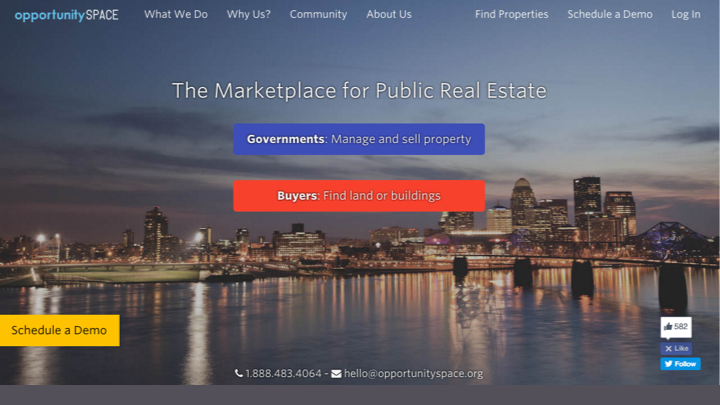 opportunitySPACE What We Do Why Us? Community About Us Find Properties Schedule a Demo Log In
The Marketplace for Public Real Estate
Governments: Manage and sell property
Buyers: Find land or buildings
Schedule a Demo
582
Like
Follow
1.888.483.4064 - hello@opportunityspace.org